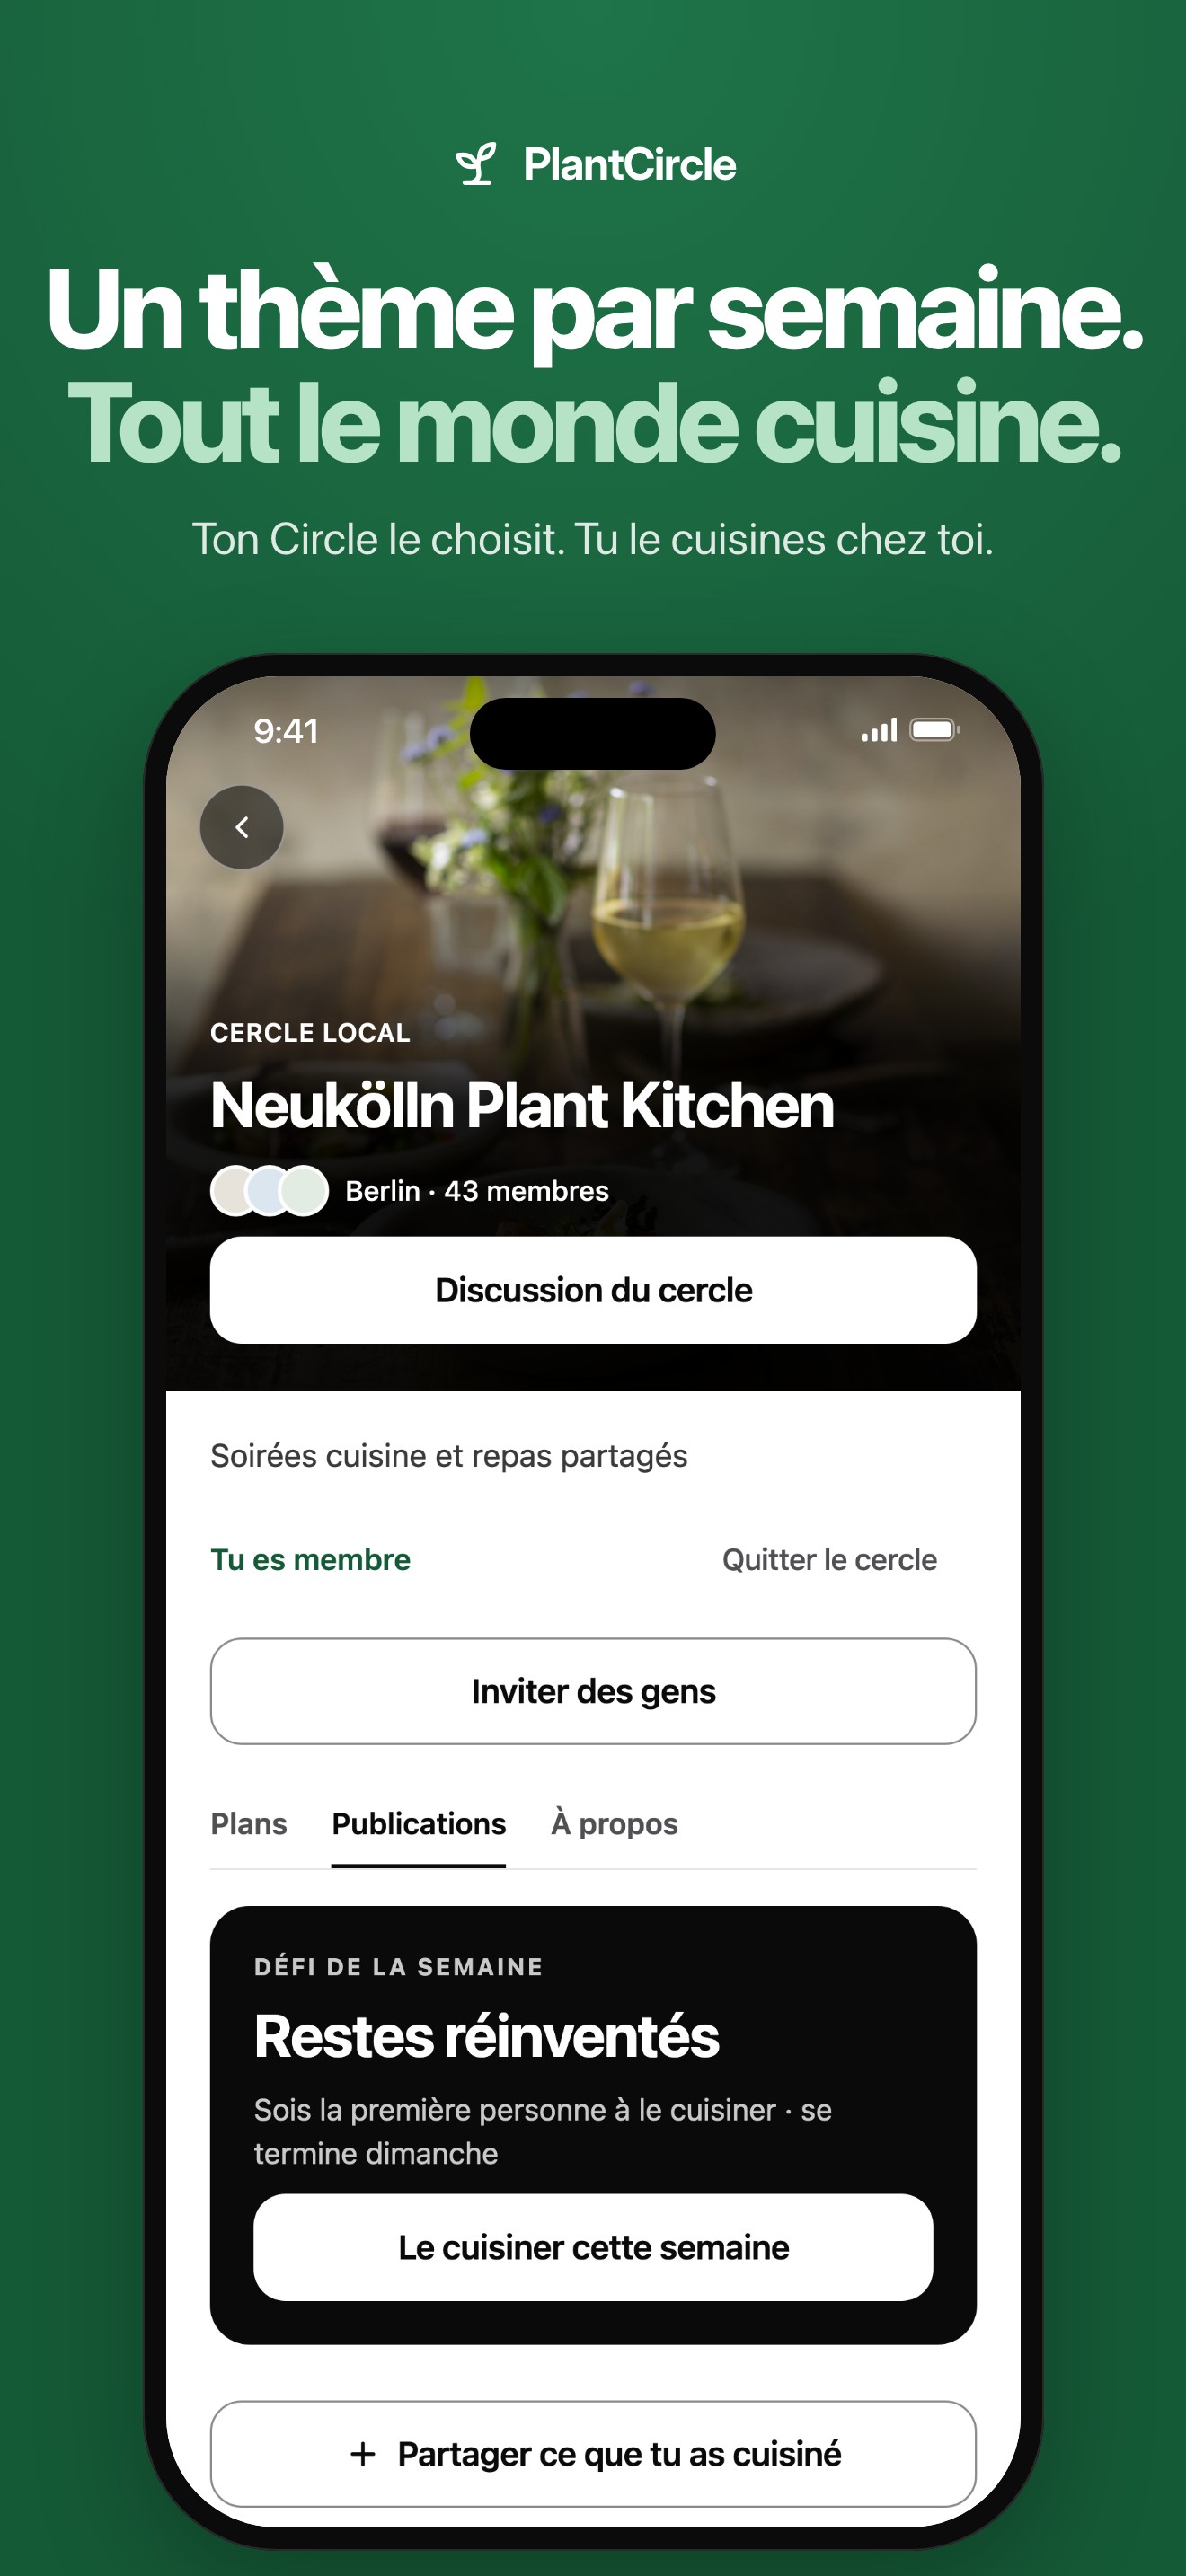 PlantCircle
Un thème par semaine.
Tout le monde cuisine.
Ton Circle le choisit. Tu le cuisines chez toi.
9:41
CERCLE LOCAL
Neukölln Plant Kitchen
Berlin · 43 membres
Discussion du cercle
Soirées cuisine et repas partagés
Tu es membre
Quitter le cercle
Inviter des gens
Plans
Publications
À propos
DÉFI DE LA SEMAINE
Restes réinventés
Sois la première personne à le cuisiner · se
termine dimanche
Le cuisiner cette semaine
+ Partager ce que tu as cuisiné